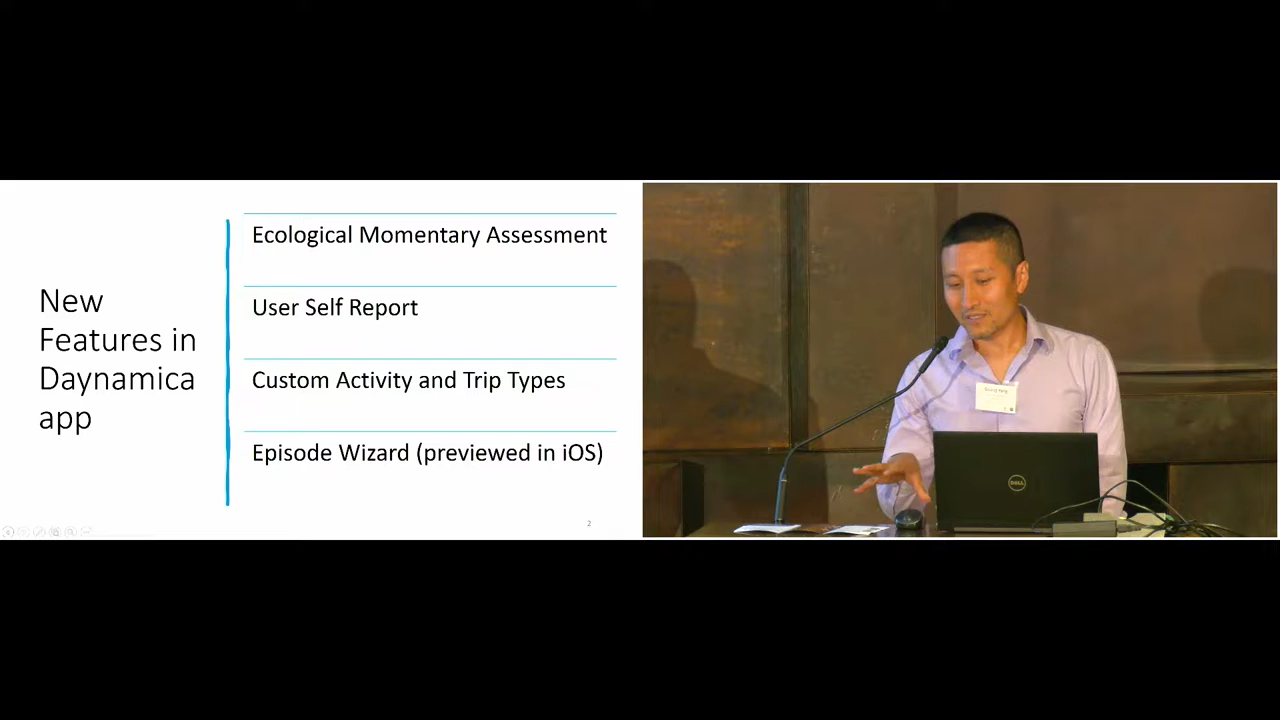 New
Features in
Daynamica
app
Ecological Momentary Assessment
User Self Report
Custom Activity and Trip Types
Episode Wizard (previewed in iOS)
2
DELL